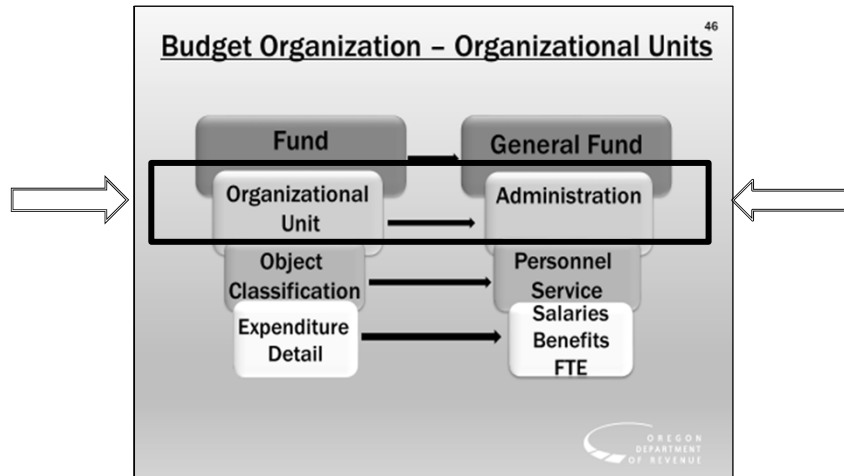 46
Budget Organization – Organizational Units
Fund
General Fund
Organizational
Unit
Administration
Object
Classification
Personnel
Service
Expenditure
Detail
Salaries
Benefits
FTE
OREGON
DEPARTMENT
OF REVENUE